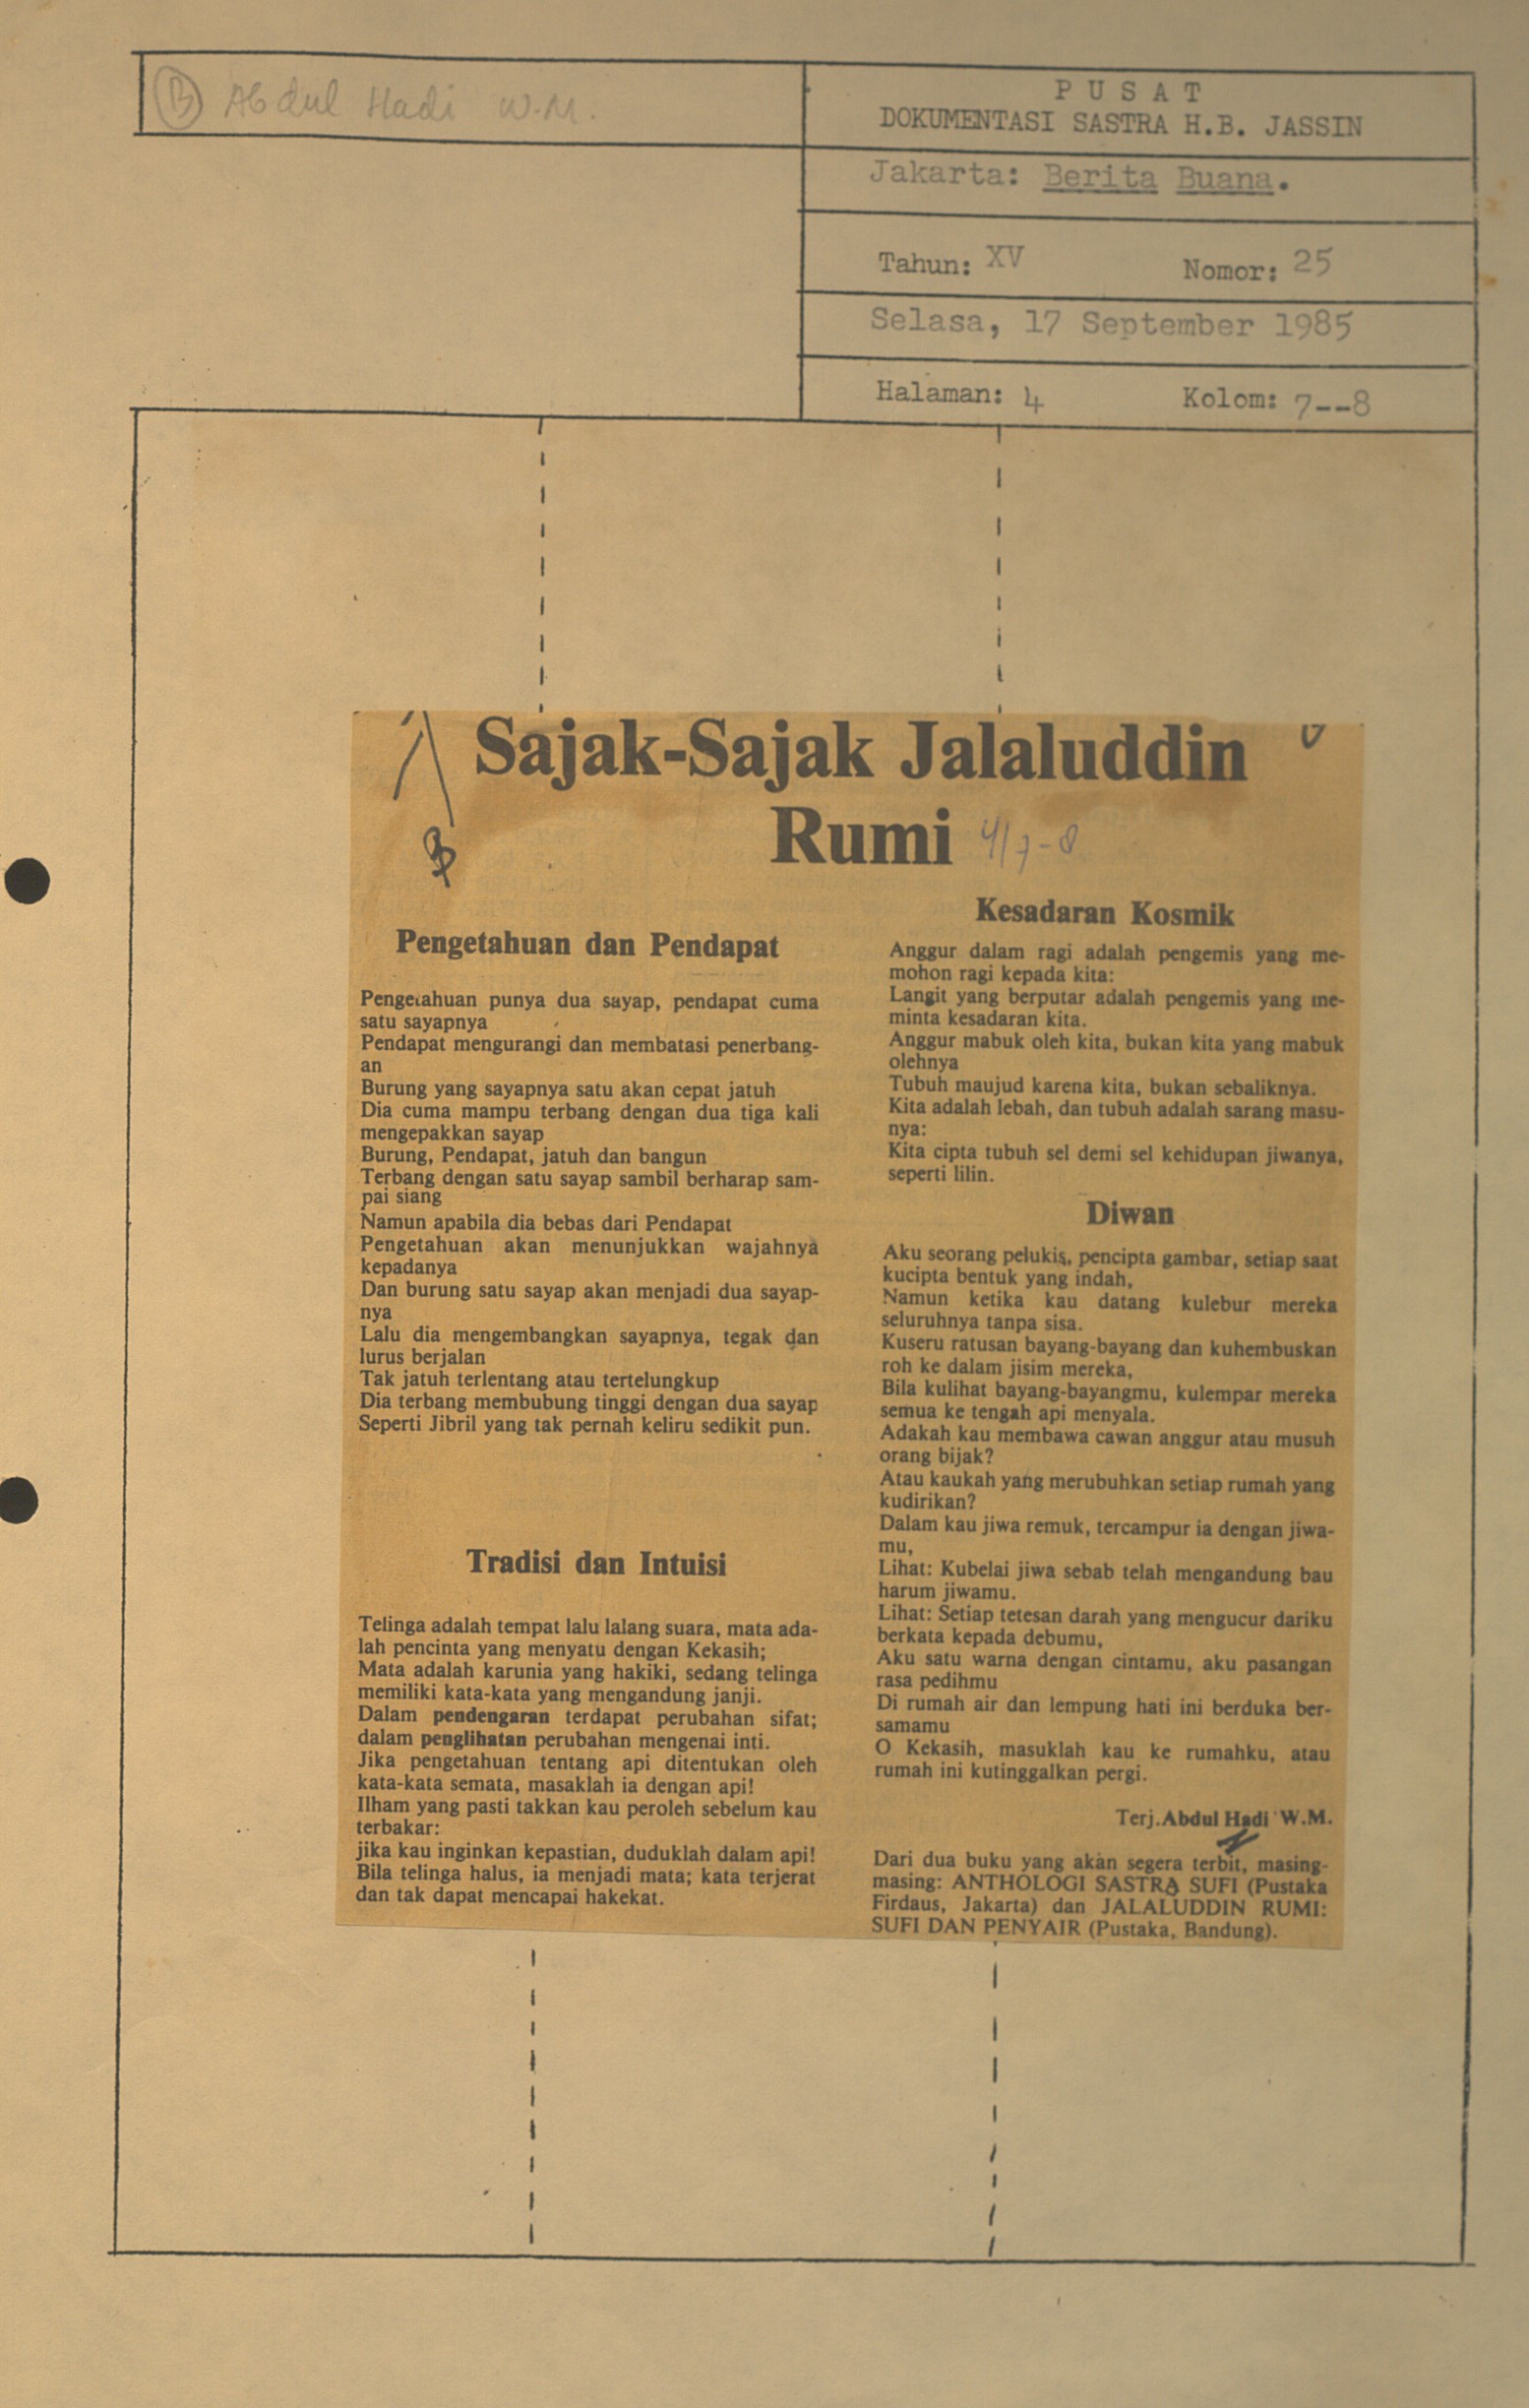 B Abdul Hadi W.M.
PUSAT
DOKUMENTASI SASTRA H.B. JASSIN
Jakarta: Berita Buana.
Tahun: XV Nomor: 25
Selasa, 17 September 1985
Halaman: 4 Kolom: 7--8
Sajak-Sajak Jalaluddin
Rumi 4/7-8
Pengetahuan dan Pendapat
Pengetahuan punya dua sayap, pendapat cuma
satu sayapnya
Pendapat mengurangi dan membatasi penerbang-
an
Burung yang sayapnya satu akan cepat jatuh
Dia cuma mampu terbang dengan dua tiga kali
mengepakkan sayap
Burung, Pendapat, jatuh dan bangun
Terbang dengan satu sayap sambil berharap sam-
pai siang
Namun apabila dia bebas dari Pendapat
Pengetahuan akan menunjukkan wajahnya
kepadanya
Dan burung satu sayap akan menjadi dua sayap-
nya
Lalu dia mengembangkan sayapnya, tegak dan
lurus berjalan
Tak jatuh terlentang atau tertelungkup
Dia terbang membubung tinggi dengan dua sayap
Seperti Jibril yang tak pernah keliru sedikit pun.
Tradisi dan Intuisi
Telinga adalah tempat lalu lalang suara, mata ada-
lah pencinta yang menyatu dengan Kekasih;
Mata adalah karunia yang hakiki, sedang telinga
memiliki kata-kata yang mengandung janji.
Dalam pendengaran terdapat perubahan sifat;
dalam penglihatan perubahan mengenai inti.
Jika pengetahuan tentang api ditentukan oleh
kata-kata semata, masaklah ia dengan api!
Ilham yang pasti takkan kau peroleh sebelum kau
terbakar:
jika kau inginkan kepastian, duduklah dalam api!
Bila telinga halus, ia menjadi mata; kata terjerat
dan tak dapat mencapai hakekat.
Kesadaran Kosmik
Anggur dalam ragi adalah pengemis yang me-
mohon ragi kepada kita:
Langit yang berputar adalah pengemis yang me-
minta kesadaran kita.
Anggur mabuk oleh kita, bukan kita yang mabuk
olehnya
Tubuh maujud karena kita, bukan sebaliknya.
Kita adalah lebah, dan tubuh adalah sarang masu-
nya:
Kita cipta tubuh sel demi sel kehidupan jiwanya,
seperti lilin.
Diwan
Aku seorang pelukis, pencipta gambar, setiap saat
kucipta bentuk yang indah,
Namun ketika kau datang kulebur mereka
seluruhnya tanpa sisa.
Kuseru ratusan bayang-bayang dan kuhembuskan
roh ke dalam jisim mereka,
Bila kulihat bayang-bayangmu, kulempar mereka
semua ke tengah api menyala.
Adakah kau membawa cawan anggur atau musuh
orang bijak?
Atau kaukah yang merubuhkan setiap rumah yang
kudirikan?
Dalam kau jiwa remuk, tercampur ia dengan jiwa-
mu,
Lihat: Kubelai jiwa sebab telah mengandung bau
harum jiwamu.
Lihat: Setiap tetesan darah yang mengucur dariku
berkata kepada debumu,
Aku satu warna dengan cintamu, aku pasangan
rasa pedihmu
Di rumah air dan lempung hati ini berduka ber-
samamu
O Kekasih, masuklah kau ke rumahku, atau
rumah ini kutinggalkan pergi.
Terj.Abdul Hadi W.M.
Dari dua buku yang akan segera terbit, masing-
masing: ANTHOLOGI SASTRA SUFI (Pustaka
Firdaus, Jakarta) dan JALALUDDIN RUMI:
SUFI DAN PENYAIR (Pustaka, Bandung).